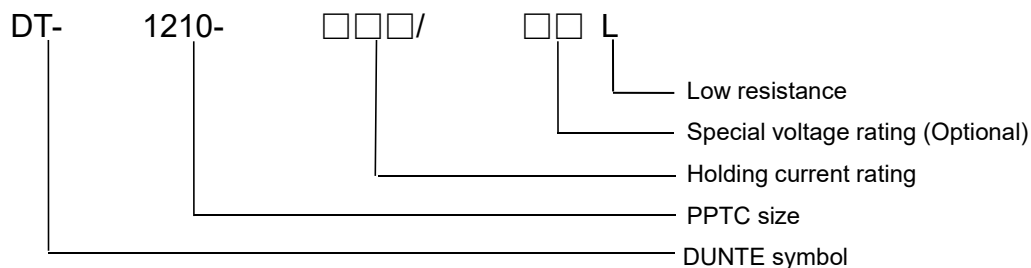 DT- 1210- □□□/ □□ L
Low resistance
Special voltage rating (Optional)
Holding current rating
PPTC size
DUNTE symbol